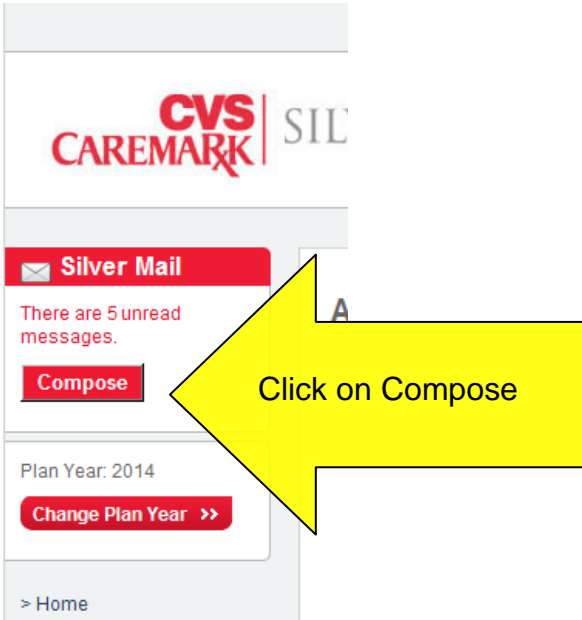 CVS
CAREMARK
SIL
Silver Mail
There are 5 unread
messages.
A
Compose
Click on Compose
Plan Year: 2014
Change Plan Year >>
> Home